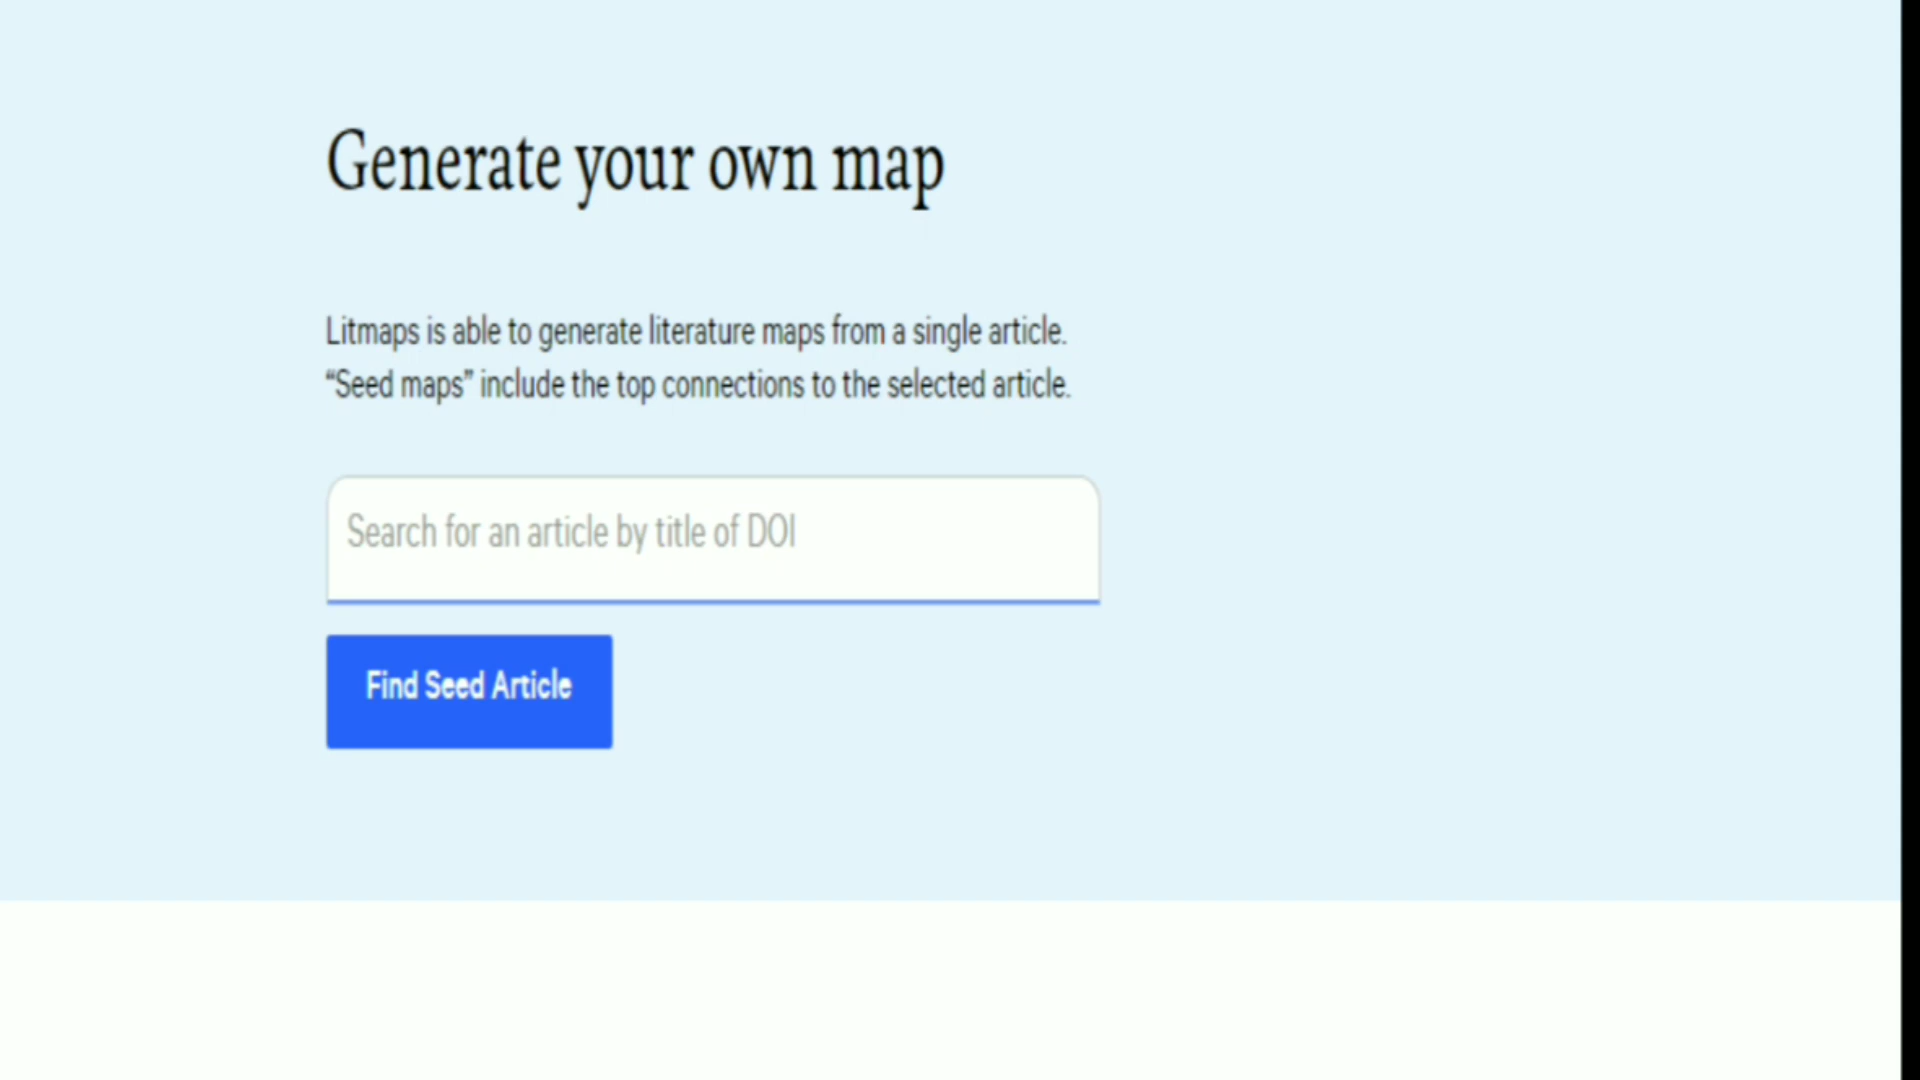 Generate your own map
Litmaps is able to generate literature maps from a single article.
“Seed maps” include the top connections to the selected article.
Search for an article by title of DOI
Find Seed Article